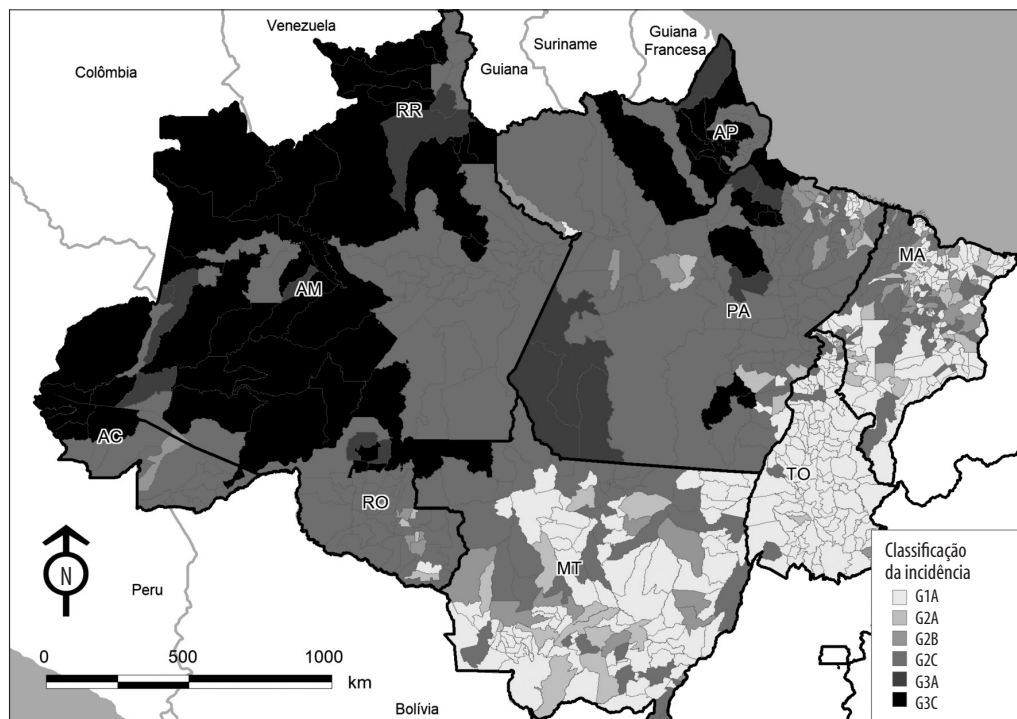 Venezuela
Colômbia
Suriname
Guiana
Francesa
Guiana
RR
AP
AM
MA
PA
AC
TO
RO
MT
N
Peru
Bolívia
0 500 1000
km
Classificação
da incidência
G1A
G2A
G2B
G2C
G3A
G3C